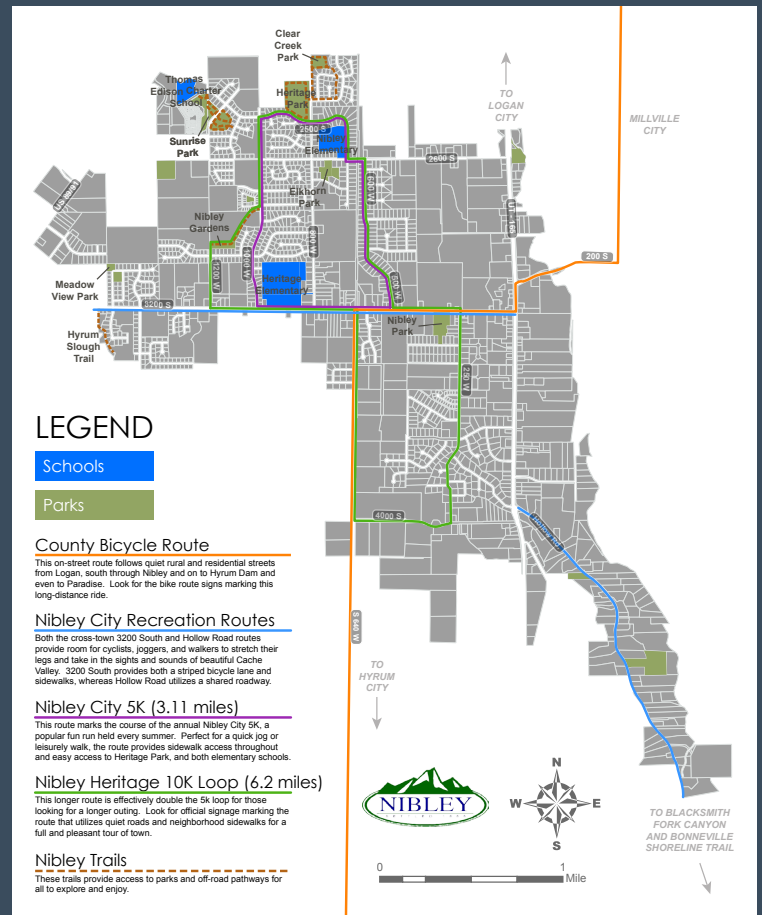 Clear
Creek
Park
Thomas
Edison Charter
School
Heritage
Park
TO
LOGAN
CITY
MILLVILLE
CITY
2500 S
Nibley
Elementary
Sunrise
Park
2600 S
Elkhorn
Park
Nibley
Gardens
1200 W
800 W
200 S
Heritage
Elementary
Meadow
View Park
3200 S
Nibley
Park
Hyrum
Slough
Trail
250 W
4000 S
Hollow Rd
S 640 W
TO
HYRUM
CITY
LEGEND
Schools
Parks
County Bicycle Route
This on-street route follows quiet rural and residential streets
from Logan, south through Nibley and on to Hyrum Dam and
even to Paradise. Look for the bike route signs marking this
long-distance ride.
Nibley City Recreation Routes
Both the cross-town 3200 South and Hollow Road routes
provide room for cyclists, joggers, and walkers to stretch their
legs and take in the sights and sounds of beautiful Cache
Valley. 3200 South provides both a striped bicycle lane and
sidewalks, whereas Hollow Road utilizes a shared roadway.
Nibley City 5K (3.11 miles)
This route marks the course of the annual Nibley City 5K, a
popular fun run held every summer. Perfect for a quick jog or
leisurely walk, the route provides sidewalk access throughout
and easy access to Heritage Park, and both elementary schools.
Nibley Heritage 10K Loop (6.2 miles)
This longer route is effectively double the 5k loop for those
looking for a longer outing. Look for official signage marking the
route that utilizes quiet roads and neighborhood sidewalks for a
full and pleasant tour of town.
Nibley Trails
These trails provide access to parks and off-road pathways for
all to explore and enjoy.
NIBLEY
N
W
E
S
0
1
Mile
TO BLACKSMITH
FORK CANYON
AND BONNEVILLE
SHORELINE TRAIL